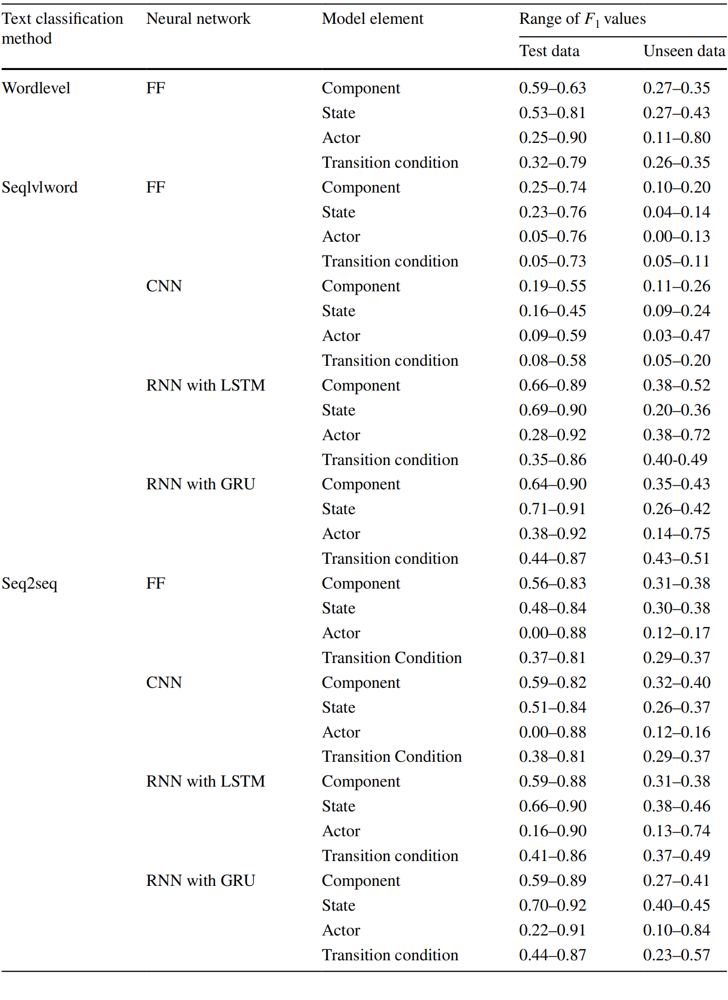 Text classification method Neural network Model element Range of F1 values
Test data Unseen data
Wordlevel FF Component 0.59–0.63 0.27–0.35
State 0.53–0.81 0.27–0.43
Actor 0.25–0.90 0.11–0.80
Transition condition 0.32–0.79 0.26–0.35
Seqlvlword FF Component 0.25–0.74 0.10–0.20
State 0.23–0.76 0.04–0.14
Actor 0.05–0.76 0.00–0.13
Transition condition 0.05–0.73 0.05–0.11
CNN Component 0.19–0.55 0.11–0.26
State 0.16–0.45 0.09–0.24
Actor 0.09–0.59 0.03–0.47
Transition condition 0.08–0.58 0.05–0.20
RNN with LSTM Component 0.66–0.89 0.38–0.52
State 0.69–0.90 0.20–0.36
Actor 0.28–0.92 0.38–0.72
Transition condition 0.35–0.86 0.40-0.49
RNN with GRU Component 0.64–0.90 0.35–0.43
State 0.71–0.91 0.26–0.42
Actor 0.38–0.92 0.14–0.75
Transition condition 0.44–0.87 0.43–0.51
Seq2seq FF Component 0.56–0.83 0.31–0.38
State 0.48–0.84 0.30–0.38
Actor 0.00–0.88 0.12–0.17
Transition Condition 0.37–0.81 0.29–0.37
CNN Component 0.59–0.82 0.32–0.40
State 0.51–0.84 0.26–0.37
Actor 0.00–0.88 0.12–0.16
Transition Condition 0.38–0.81 0.29–0.37
RNN with LSTM Component 0.59–0.88 0.31–0.38
State 0.66–0.90 0.38–0.46
Actor 0.16–0.90 0.13–0.74
Transition condition 0.41–0.86 0.37–0.49
RNN with GRU Component 0.59–0.89 0.27–0.41
State 0.70–0.92 0.40–0.45
Actor 0.22–0.91 0.10–0.84
Transition condition 0.44–0.87 0.23–0.57